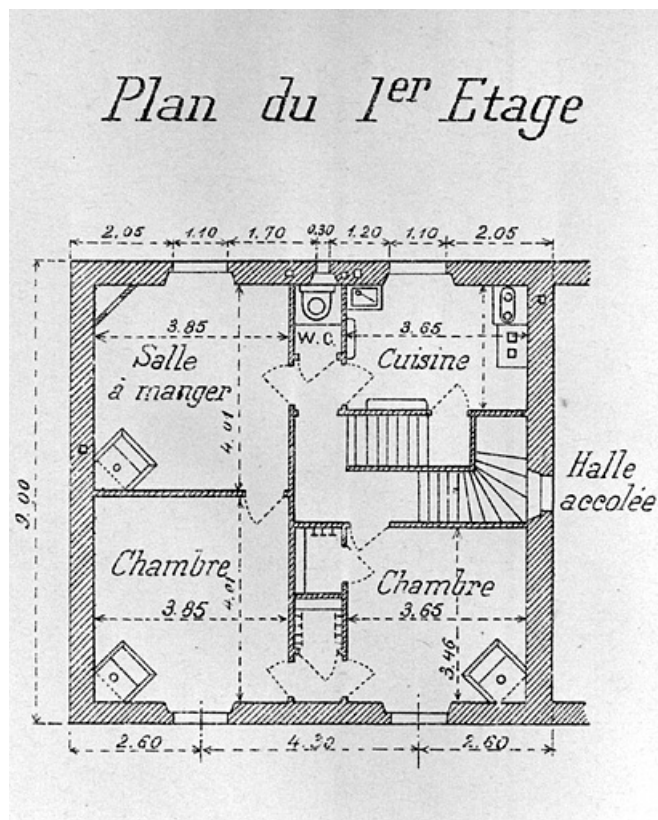 Plan du 1er Etage
2.05 1.10 1.70 0.30 1.20 1.10 2.05
3.85
W.C.
3.65
Salle
à manger
Cuisine
4.01
9.00
Halle
accolée
Chambre
4.01
3.85
Chambre
3.65
3.46
2.60 4.30 2.60